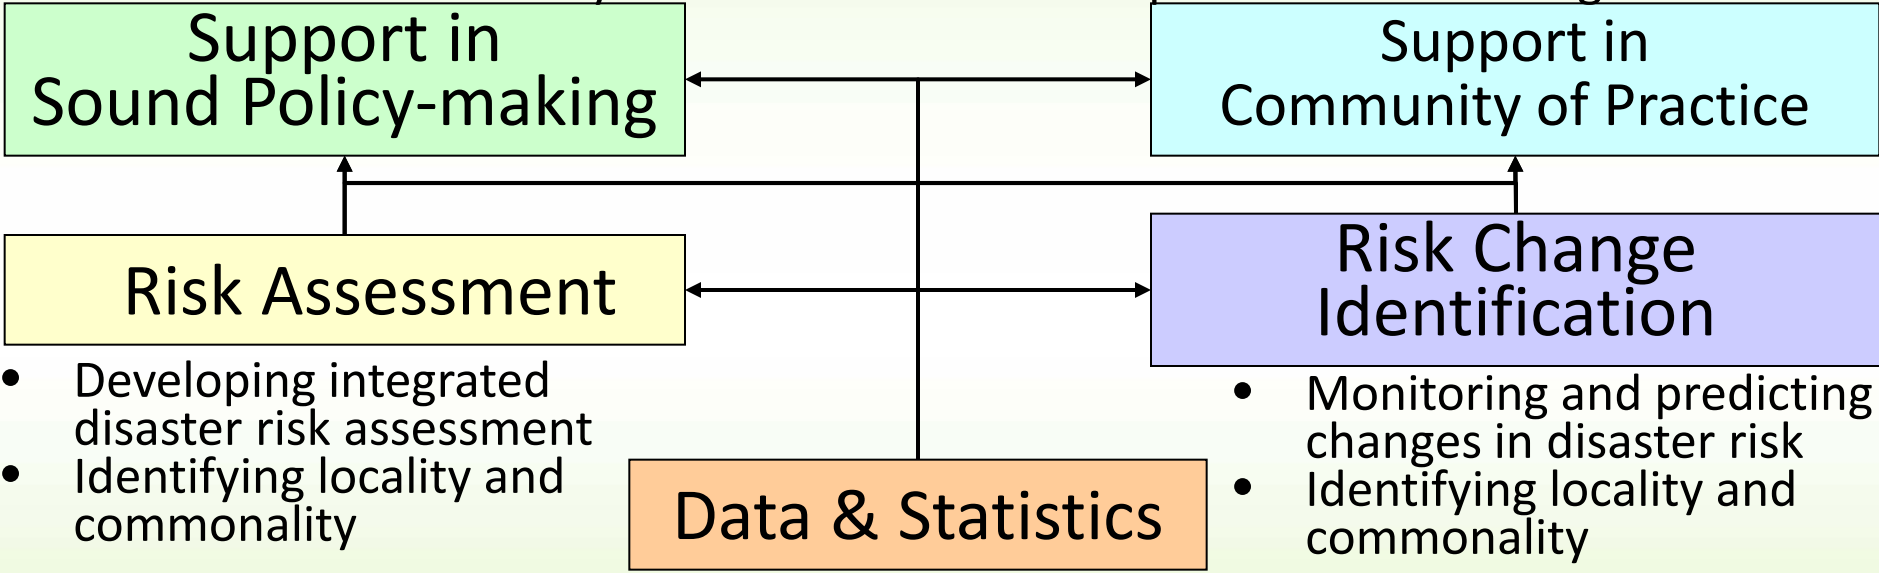 Support in
Sound Policy-making
Support in
Community of Practice
Risk Assessment
Risk Change
Identification
• Developing integrated
disaster risk assessment
• Identifying locality and
commonality
• Monitoring and predicting
changes in disaster risk
• Identifying locality and
commonality
Data & Statistics